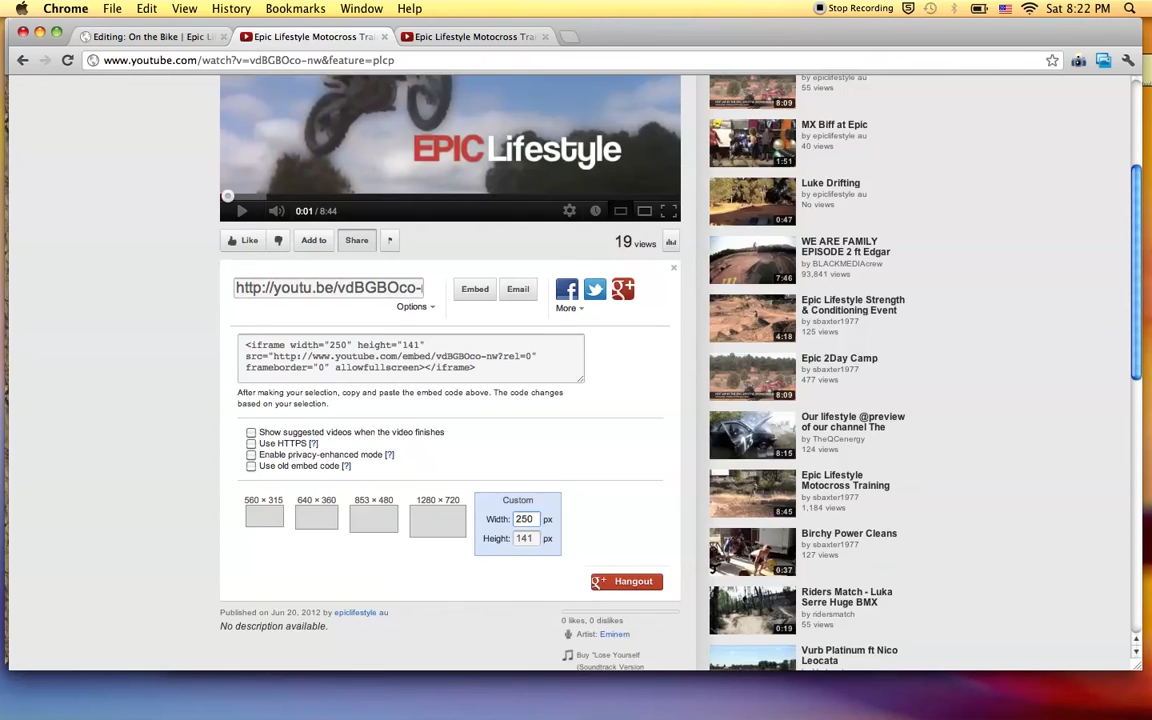 Chrome File Edit View History Bookmarks Window Help
Stop Recording
Sat 8:22 PM
Editing: On the Bike | Epic Li
Epic Lifestyle Motocross Trai
Epic Lifestyle Motocross Tra
www.youtube.com/watch?v=vdBGBOco-nw&feature=plcp
EPIC Lifestyle
0:01 / 8:44
Like
Add to
Share
19 views
http://youtu.be/vdBGBOco-
Embed
Email
Options
More
<iframe width="250" height="141"
src="http://www.youtube.com/embed/vdBGBOco-nw?rel=0"
frameborder="0" allowfullscreen></iframe>
After making your selection, copy and paste the embed code above. The code changes
based on your selection.
Show suggested videos when the video finishes
Use HTTPS [?]
Enable privacy-enhanced mode [?]
Use old embed code [?]
560 × 315
640 × 360
853 × 480
1280 × 720
Custom
Width: 250 px
Height: 141 px
g+ Hangout
Published on Jun 20, 2012 by epiclifestyle au
No description available.
0 likes, 0 dislikes
Artist: Eminem
Buy "Lose Yourself
(Soundtrack Version
by epiclifestyle au
55 views
8:09
MX Biff at Epic
by epiclifestyle au
40 views
1:51
Luke Drifting
by epiclifestyle au
No views
0:47
WE ARE FAMILY
EPISODE 2 ft Edgar
by BLACKMEDIAcrew
93,841 views
7:46
Epic Lifestyle Strength
& Conditioning Event
by sbaxter1977
125 views
4:18
Epic 2Day Camp
by sbaxter1977
477 views
8:09
Our lifestyle @preview
of our channel The
by TheQCenergy
124 views
8:15
Epic Lifestyle
Motocross Training
by sbaxter1977
1,184 views
8:45
Birchy Power Cleans
by sbaxter1977
127 views
0:37
Riders Match - Luka
Serre Huge BMX
by ridersmatch
55 views
0:19
Vurb Platinum ft Nico
Leocata